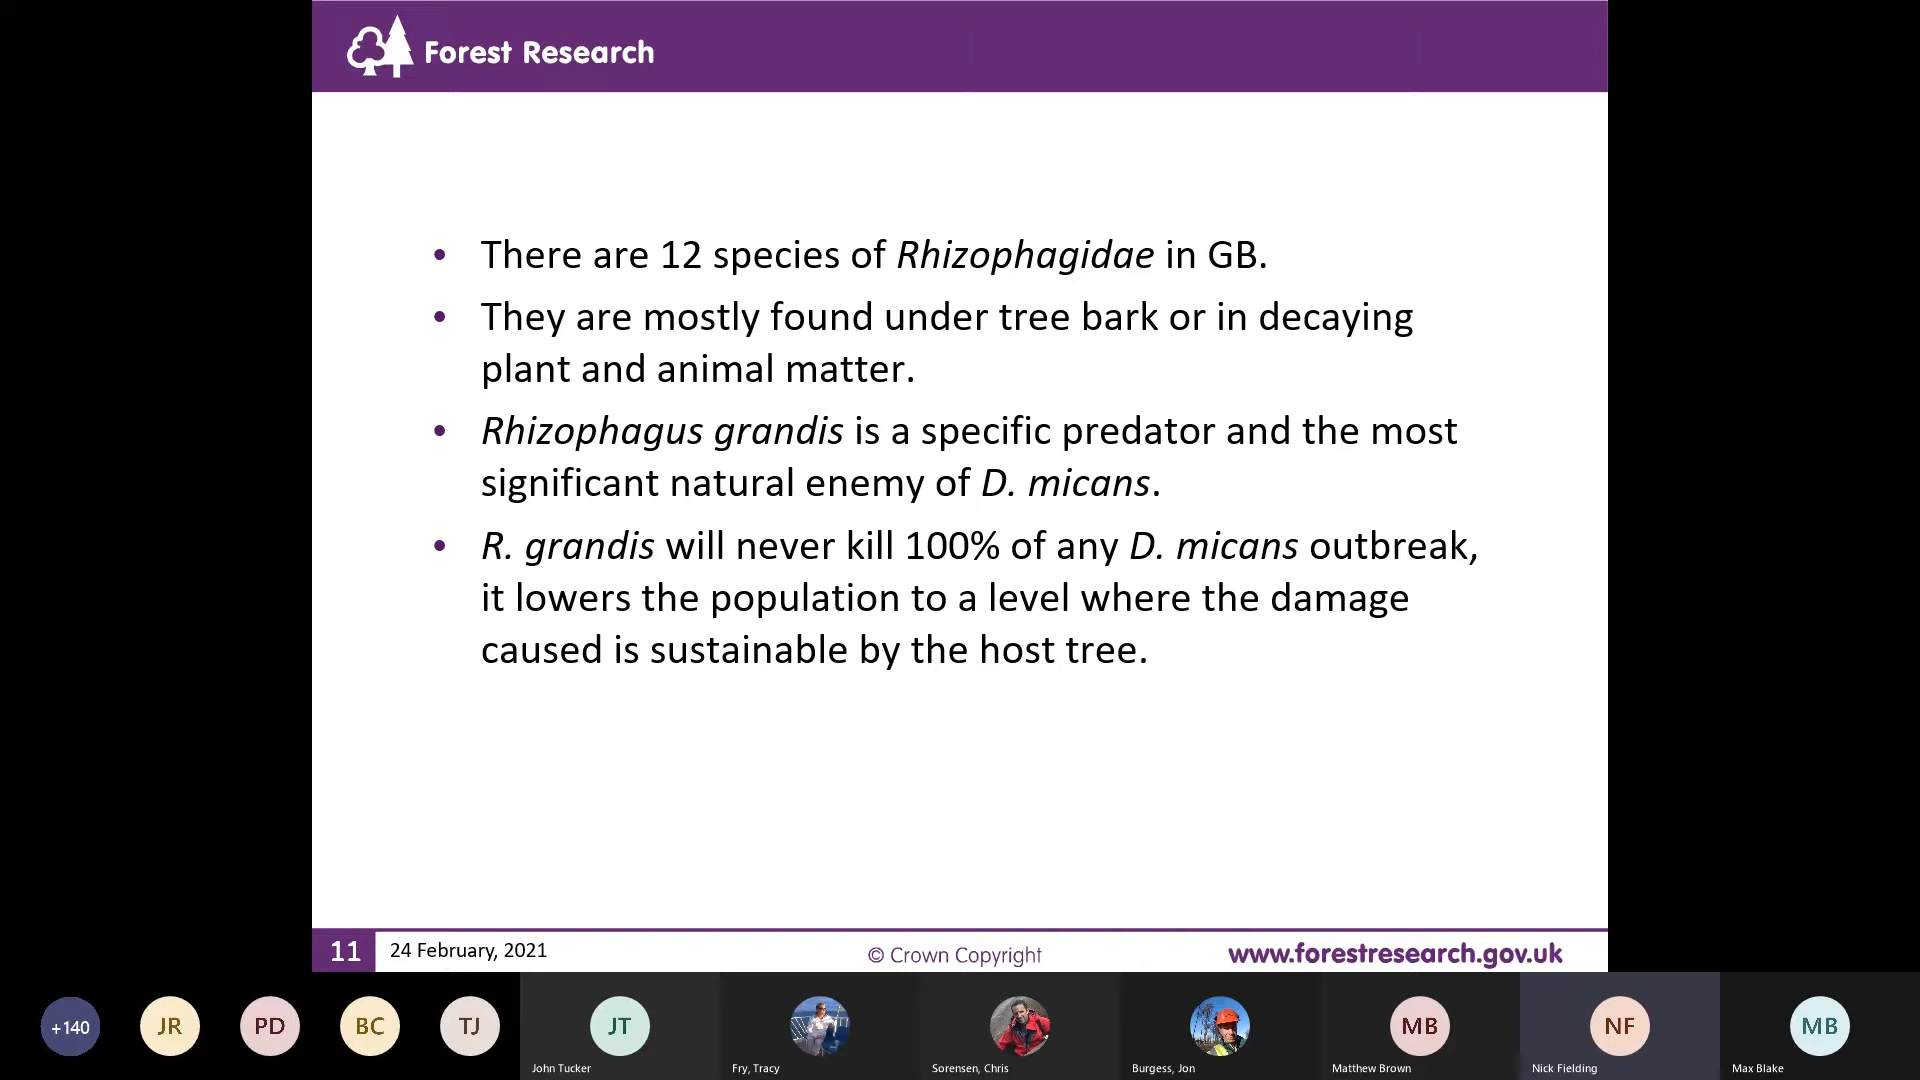 Forest Research
• There are 12 species of Rhizophagidae in GB.
• They are mostly found under tree bark or in decaying
plant and animal matter.
• Rhizophagus grandis is a specific predator and the most
significant natural enemy of D. micans.
• R. grandis will never kill 100% of any D. micans outbreak,
it lowers the population to a level where the damage
caused is sustainable by the host tree.
11 24 February, 2021 © Crown Copyright www.forestresearch.gov.uk
+140 JR PD BC TJ JT MB NF MB
John Tucker Fry, Tracy Sorensen, Chris Burgess, Jon Matthew Brown Nick Fielding Max Blake